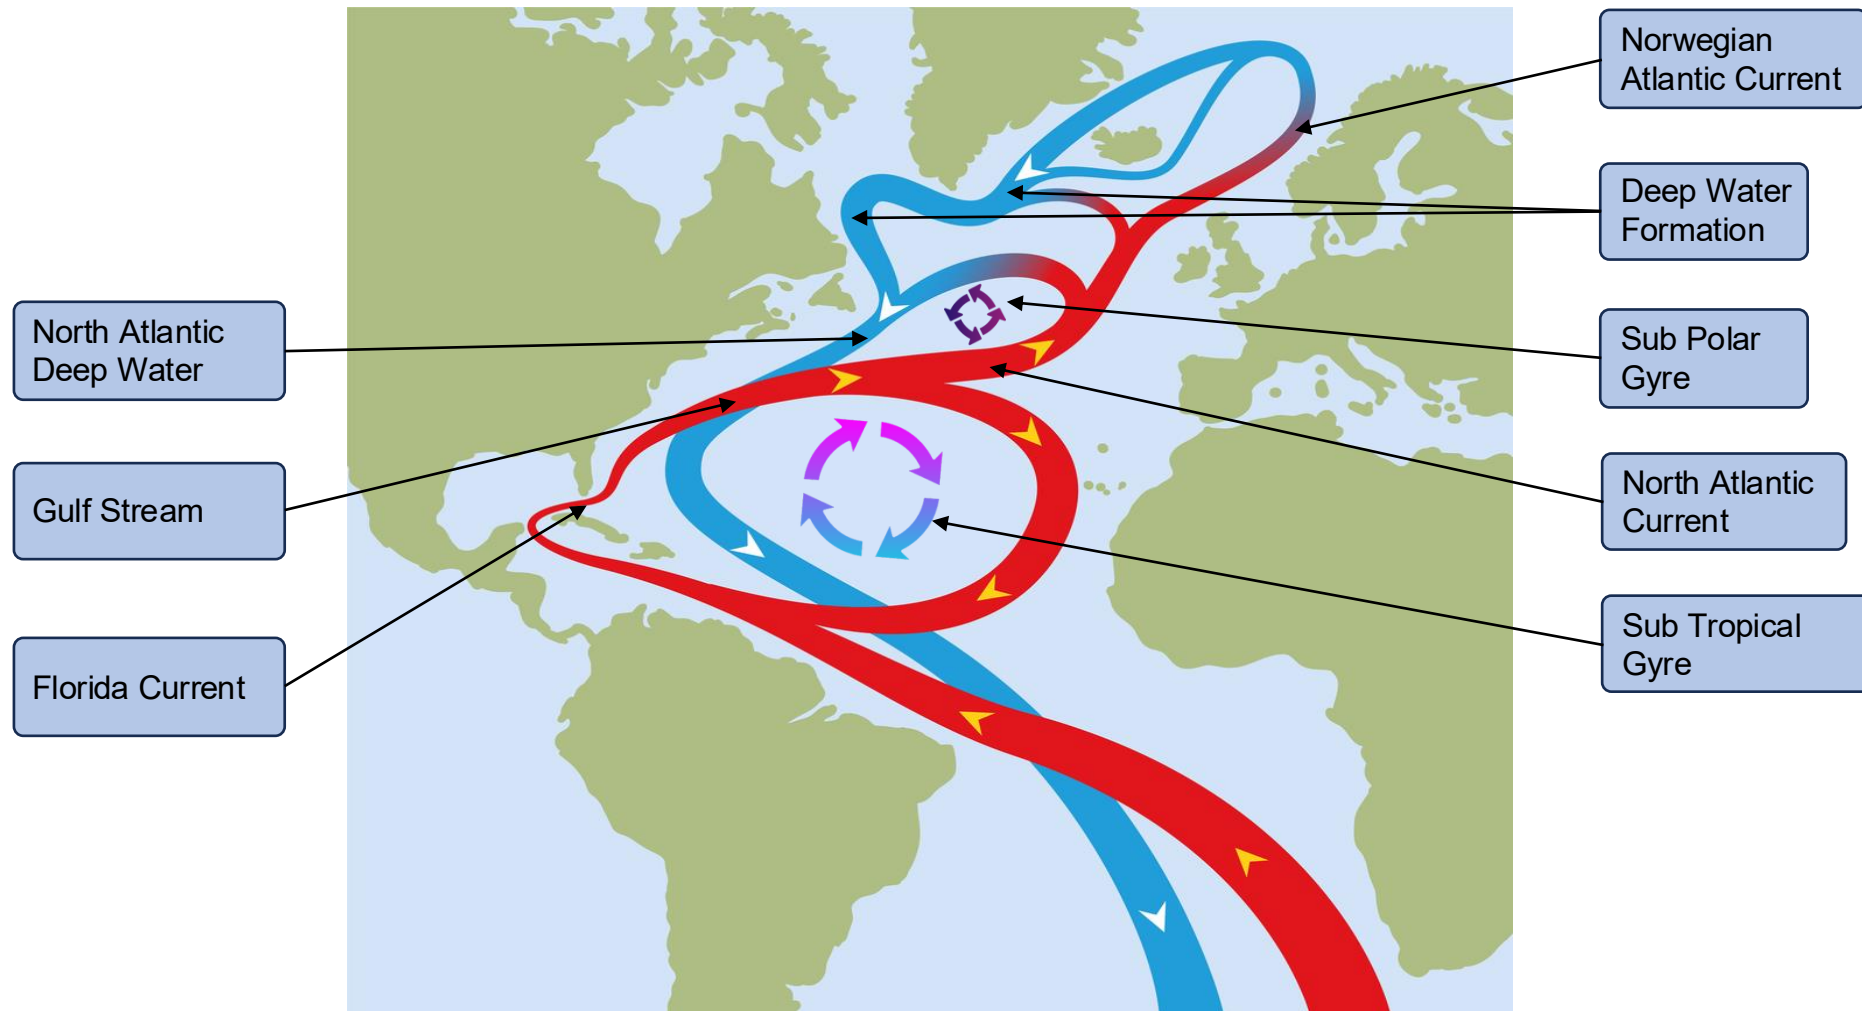 North Atlantic
Deep Water
Gulf Stream
Florida Current
Norwegian
Atlantic Current
Deep Water
Formation
Sub Polar
Gyre
North Atlantic
Current
Sub Tropical
Gyre